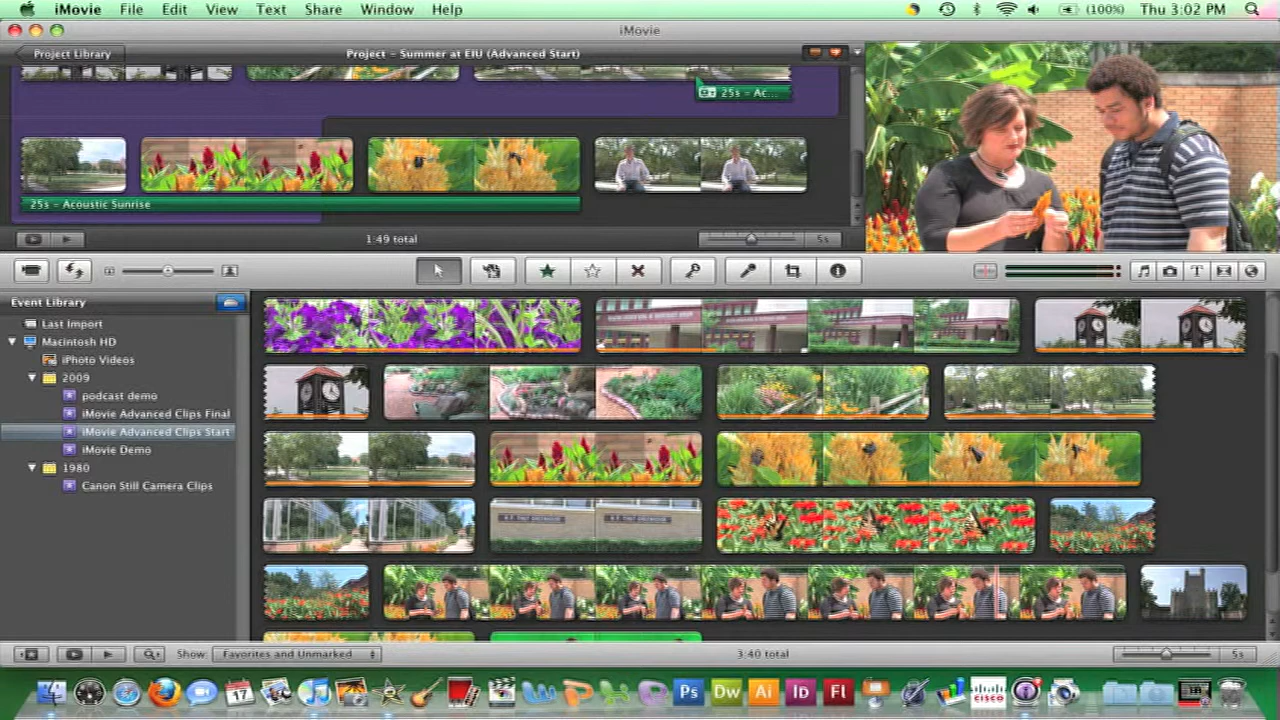 iMovie File Edit View Text Share Window Help (100%) Thu 3:02 PM
iMovie
Project Library Project - Summer at EIU (Advanced Start)
25s - Ac...
25s - Acoustic Sunrise
1:49 total 5s
Event Library
Last Import
Macintosh HD
iPhoto Videos
2009
podcast demo
iMovie Advanced Clips Final
iMovie Advanced Clips Start
iMovie Demo
1980
Canon Still Camera Clips
Show: Favorites and Unmarked 3:40 total 5s
17 Ps Dw Ai Id Fl CISCO